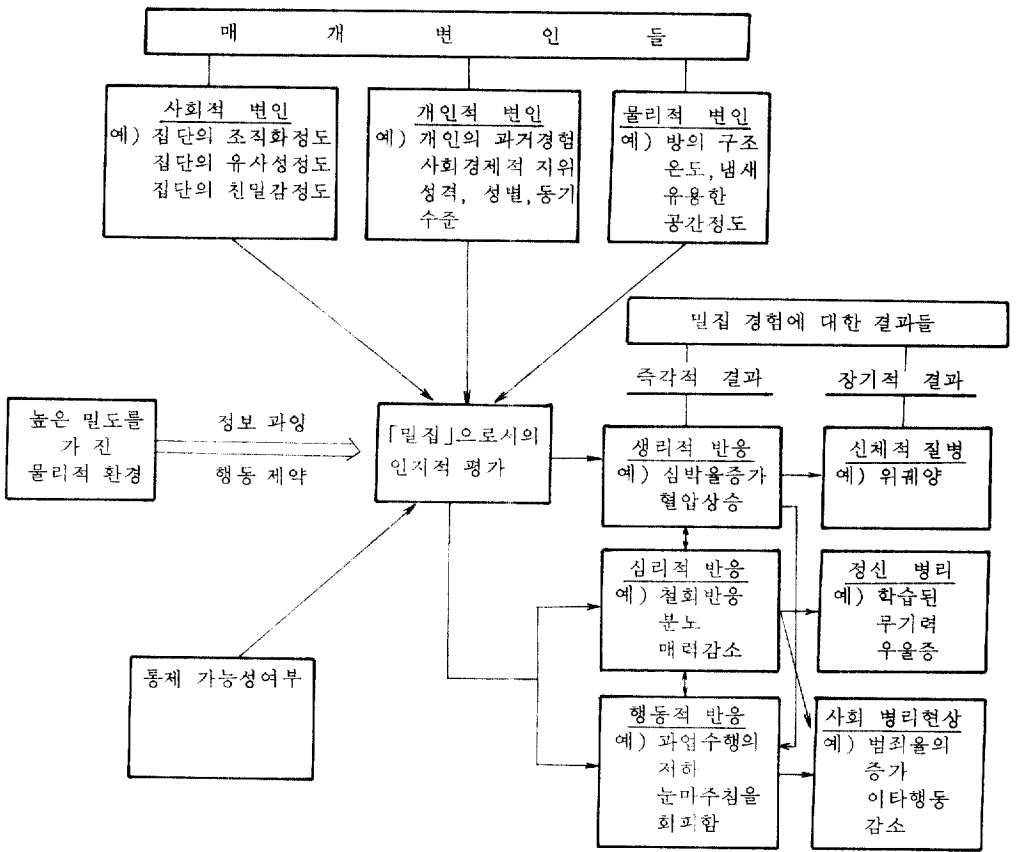 매 개 변 인 들
사회적 변인
예) 집단의 조직화정도
집단의 유사성정도
집단의 친밀감정도
개인적 변인
예) 개인의 과거경험
사회경제적 지위
성격, 성별, 동기
수준
물리적 변인
예) 방의 구조
온도, 냄새
유용한
공간정도
밀집 경험에 대한 결과들
즉각적 결과
장기적 결과
높은 밀도를
가 진
물리적 환경
정보 과잉
행동 제약
「밀집」으로서의
인지적 평가
통제 가능성여부
생리적 반응
예) 심박율증가
혈압상승
신체적 질병
예) 위궤양
심리적 반응
예) 철회반응
분노
매력감소
정신 병리
예) 학습된
무기력
우울증
행동적 반응
예) 과업수행의
저하
눈마주침을
회피함
사회 병리현상
예) 범죄율의
증가
이타행동
감소